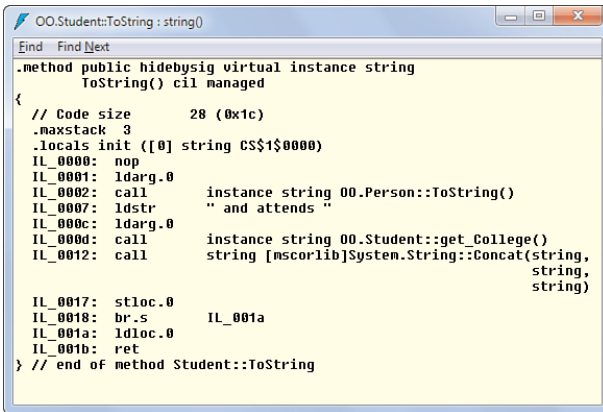 OO.Student::ToString : string()
Find Find Next
.method public hidebysig virtual instance string
        ToString() cil managed
{
  // Code size       28 (0x1c)
  .maxstack  3
  .locals init ([0] string CS$1$0000)
  IL_0000:  nop
  IL_0001:  ldarg.0
  IL_0002:  call       instance string OO.Person::ToString()
  IL_0007:  ldstr      " and attends "
  IL_000c:  ldarg.0
  IL_000d:  call       instance string OO.Student::get_College()
  IL_0012:  call       string [mscorlib]System.String::Concat(string,
                                                              string,
                                                              string)
  IL_0017:  stloc.0
  IL_0018:  br.s       IL_001a
  IL_001a:  ldloc.0
  IL_001b:  ret
} // end of method Student::ToString